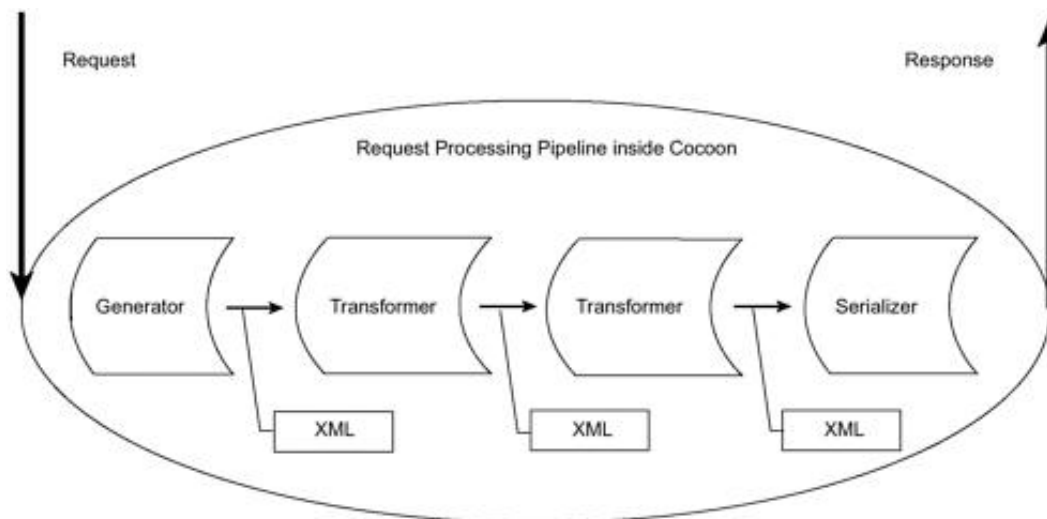 Request
Response
Request Processing Pipeline inside Cocoon
Generator
Transformer
Transformer
Serializer
XML
XML
XML